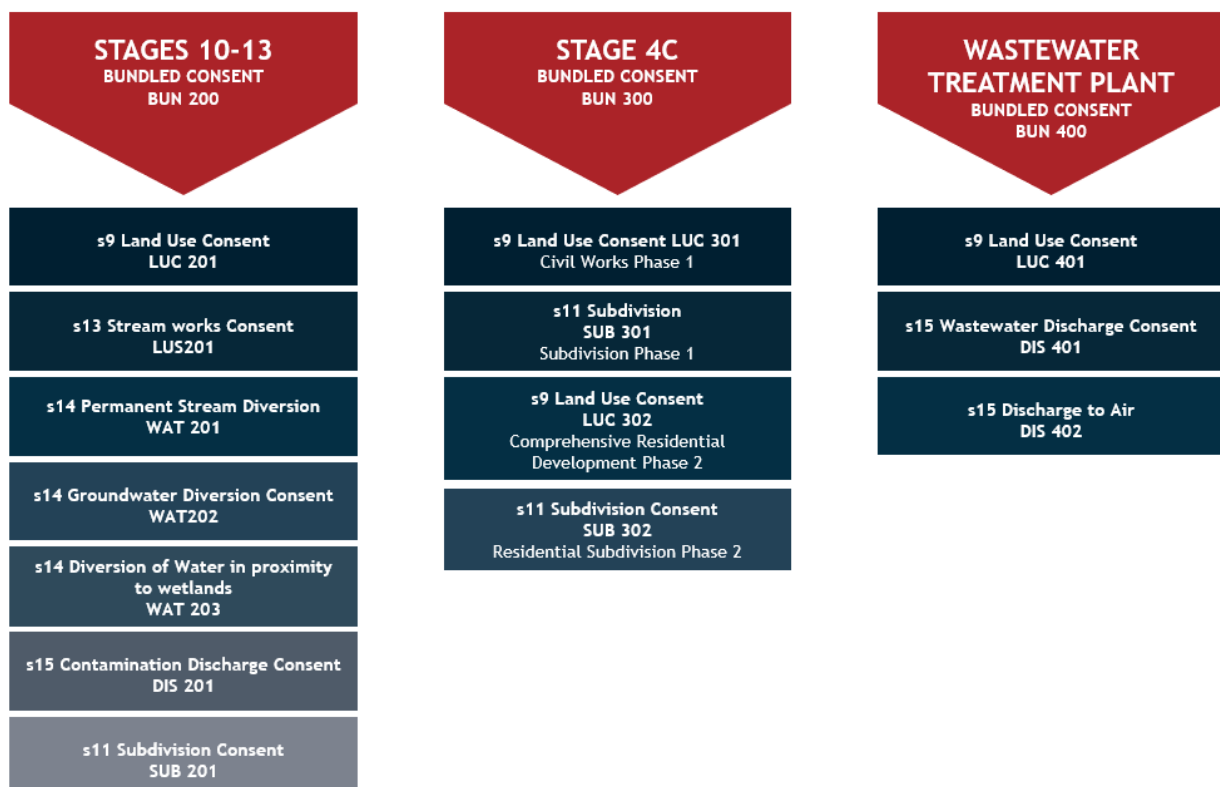 STAGES 10-13
BUNDLED CONSENT
BUN 200
s9 Land Use Consent
LUC 201
s13 Stream works Consent
LUS201
s14 Permanent Stream Diversion
WAT 201
s14 Groundwater Diversion Consent
WAT202
s14 Diversion of Water in proximity
to wetlands
WAT 203
s15 Contamination Discharge Consent
DIS 201
s11 Subdivision Consent
SUB 201
STAGE 4C
BUNDLED CONSENT
BUN 300
s9 Land Use Consent LUC 301
Civil Works Phase 1
s11 Subdivision
SUB 301
Subdivision Phase 1
s9 Land Use Consent
LUC 302
Comprehensive Residential
Development Phase 2
s11 Subdivision Consent
SUB 302
Residential Subdivision Phase 2
WASTEWATER
TREATMENT PLANT
BUNDLED CONSENT
BUN 400
s9 Land Use Consent
LUC 401
s15 Wastewater Discharge Consent
DIS 401
s15 Discharge to Air
DIS 402